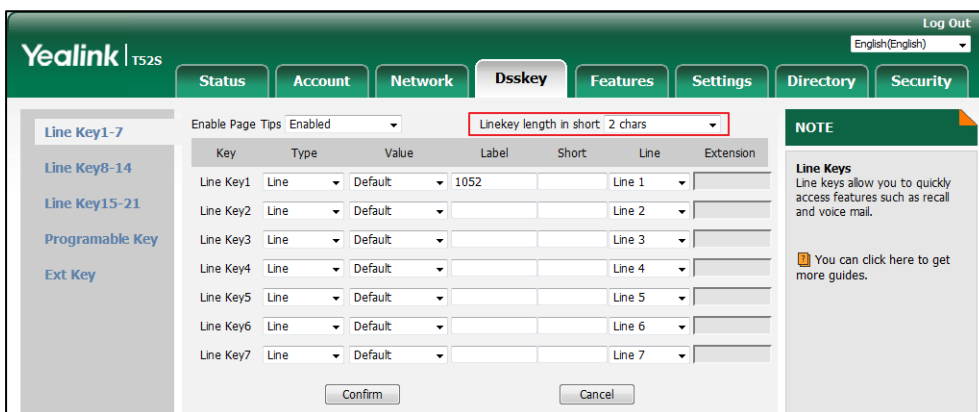 Log Out
Yealink | T52S
English(English)
Status Account Network Dsskey Features Settings Directory Security
Line Key1-7
Line Key8-14
Line Key15-21
Programable Key
Ext Key
Enable Page Tips Enabled Linekey length in short 2 chars
Key Type Value Label Short Line Extension
Line Key1 Line Default 1052 Line 1
Line Key2 Line Default Line 2
Line Key3 Line Default Line 3
Line Key4 Line Default Line 4
Line Key5 Line Default Line 5
Line Key6 Line Default Line 6
Line Key7 Line Default Line 7
Confirm Cancel
NOTE
Line Keys
Line keys allow you to quickly
access features such as recall
and voice mail.
? You can click here to get
more guides.